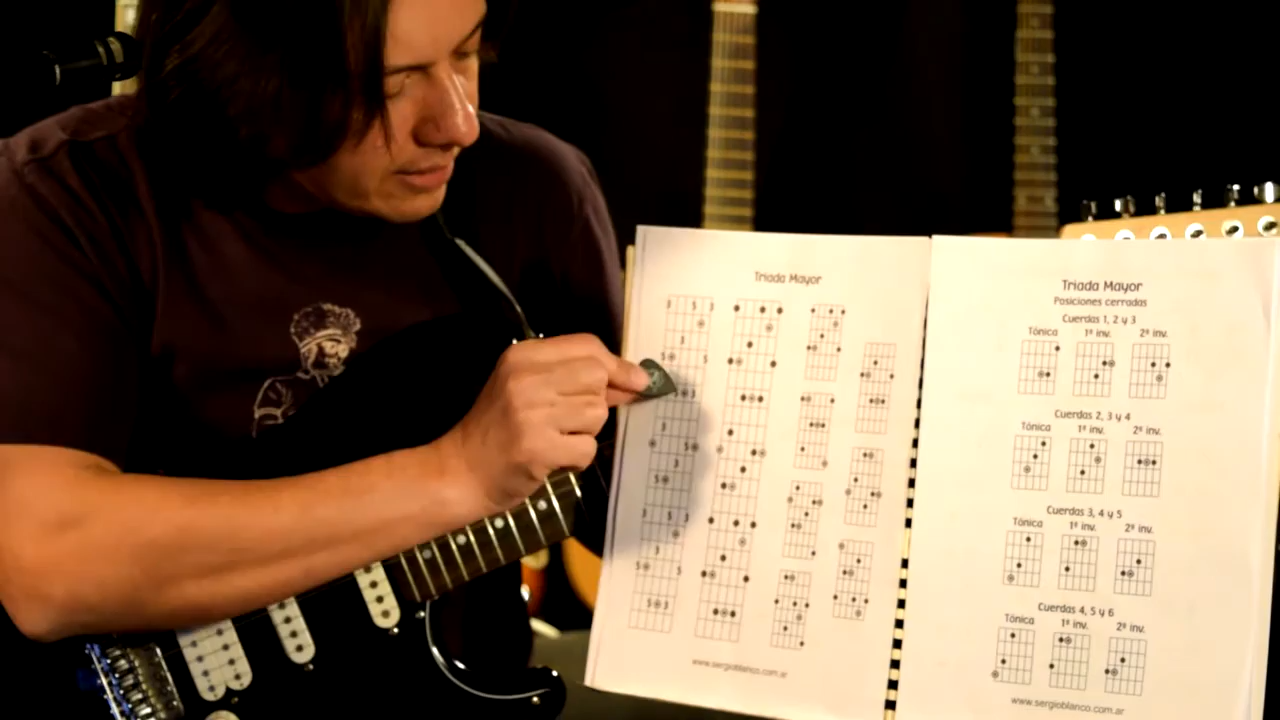 Triada Mayor
www.sergioblanco.com.ar
Triada Mayor
Posiciones cerradas
Cuerdas 1, 2 y 3
Tónica 1º inv. 2º inv.
Cuerdas 2, 3 y 4
Tónica 1º inv. 2º inv.
Cuerdas 3, 4 y 5
Tónica 1º inv. 2º inv.
Cuerdas 4, 5 y 6
Tónica 1º inv. 2º inv.
www.sergioblanco.com.ar